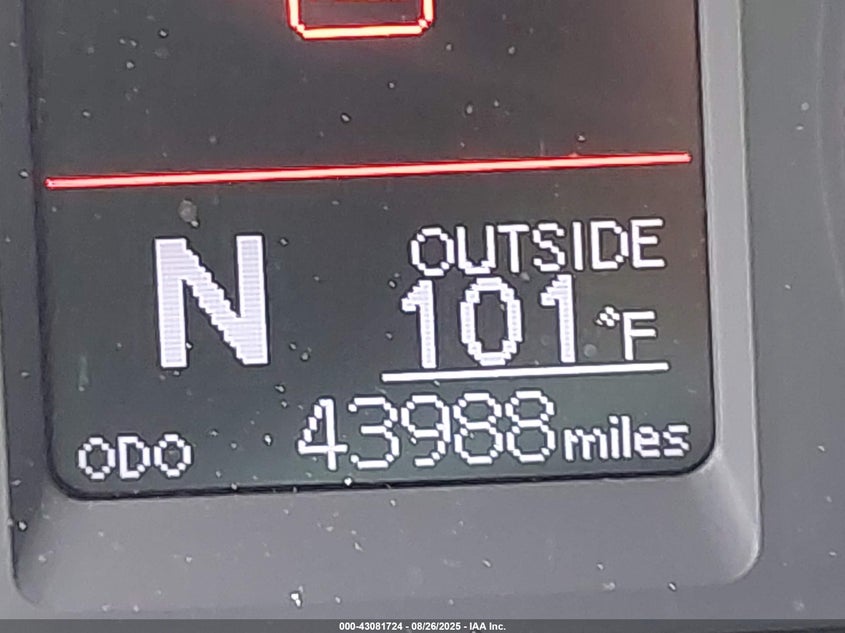 OUTSIDE
N 101°F
ODO 43988 miles
000-43081724 - 08/26/2025 - IAA Inc.